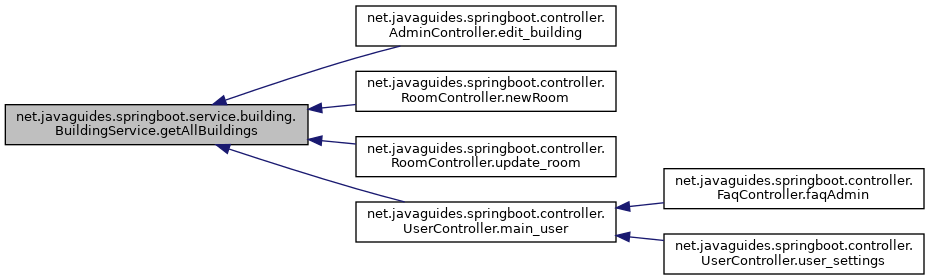 net.javaguides.springboot.controller.
AdminController.edit_building
net.javaguides.springboot.controller.
RoomController.newRoom
net.javaguides.springboot.service.building.
BuildingService.getAllBuildings
net.javaguides.springboot.controller.
RoomController.update_room
net.javaguides.springboot.controller.
UserController.main_user
net.javaguides.springboot.controller.
FaqController.faqAdmin
net.javaguides.springboot.controller.
UserController.user_settings